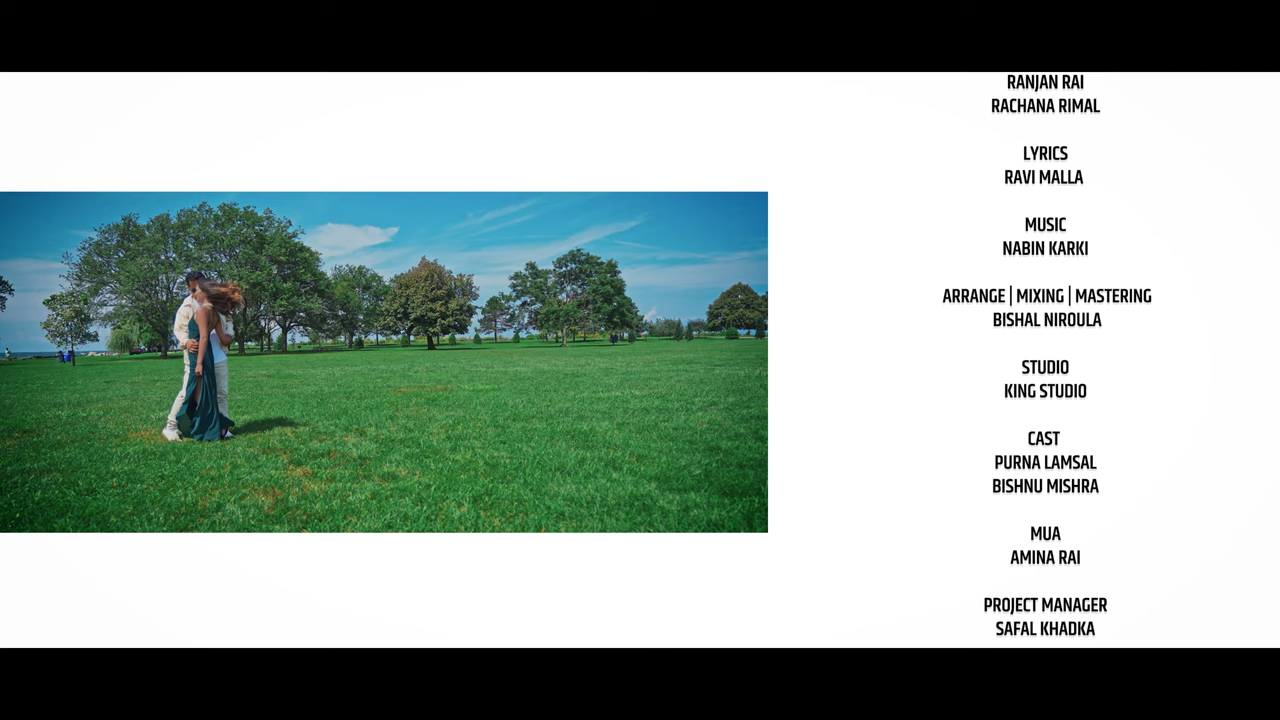 RANJAN RAI
RACHANA RIMAL
LYRICS
RAVI MALLA
MUSIC
NABIN KARKI
ARRANGE | MIXING | MASTERING
BISHAL NIROULA
STUDIO
KING STUDIO
CAST
PURNA LAMSAL
BISHNU MISHRA
MUA
AMINA RAI
PROJECT MANAGER
SAFAL KHADKA